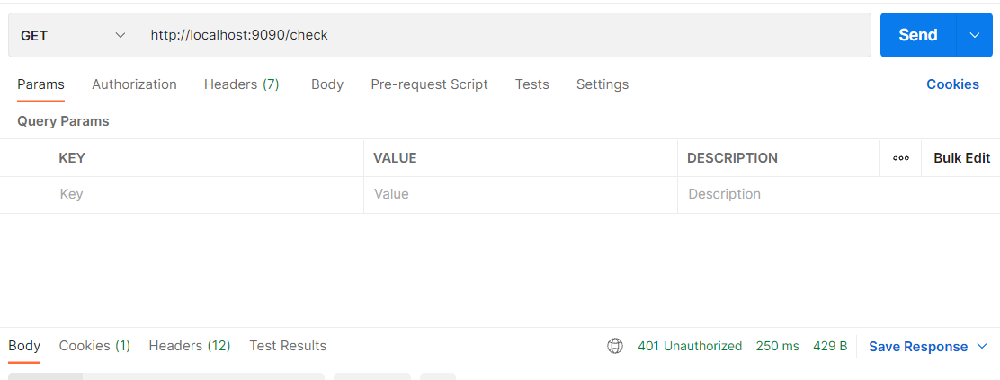 GET http://localhost:9090/check Send
Params Authorization Headers (7) Body Pre-request Script Tests Settings Cookies
Query Params
KEY VALUE DESCRIPTION Bulk Edit
Key Value Description
Body Cookies (1) Headers (12) Test Results 401 Unauthorized 250 ms 429 B Save Response